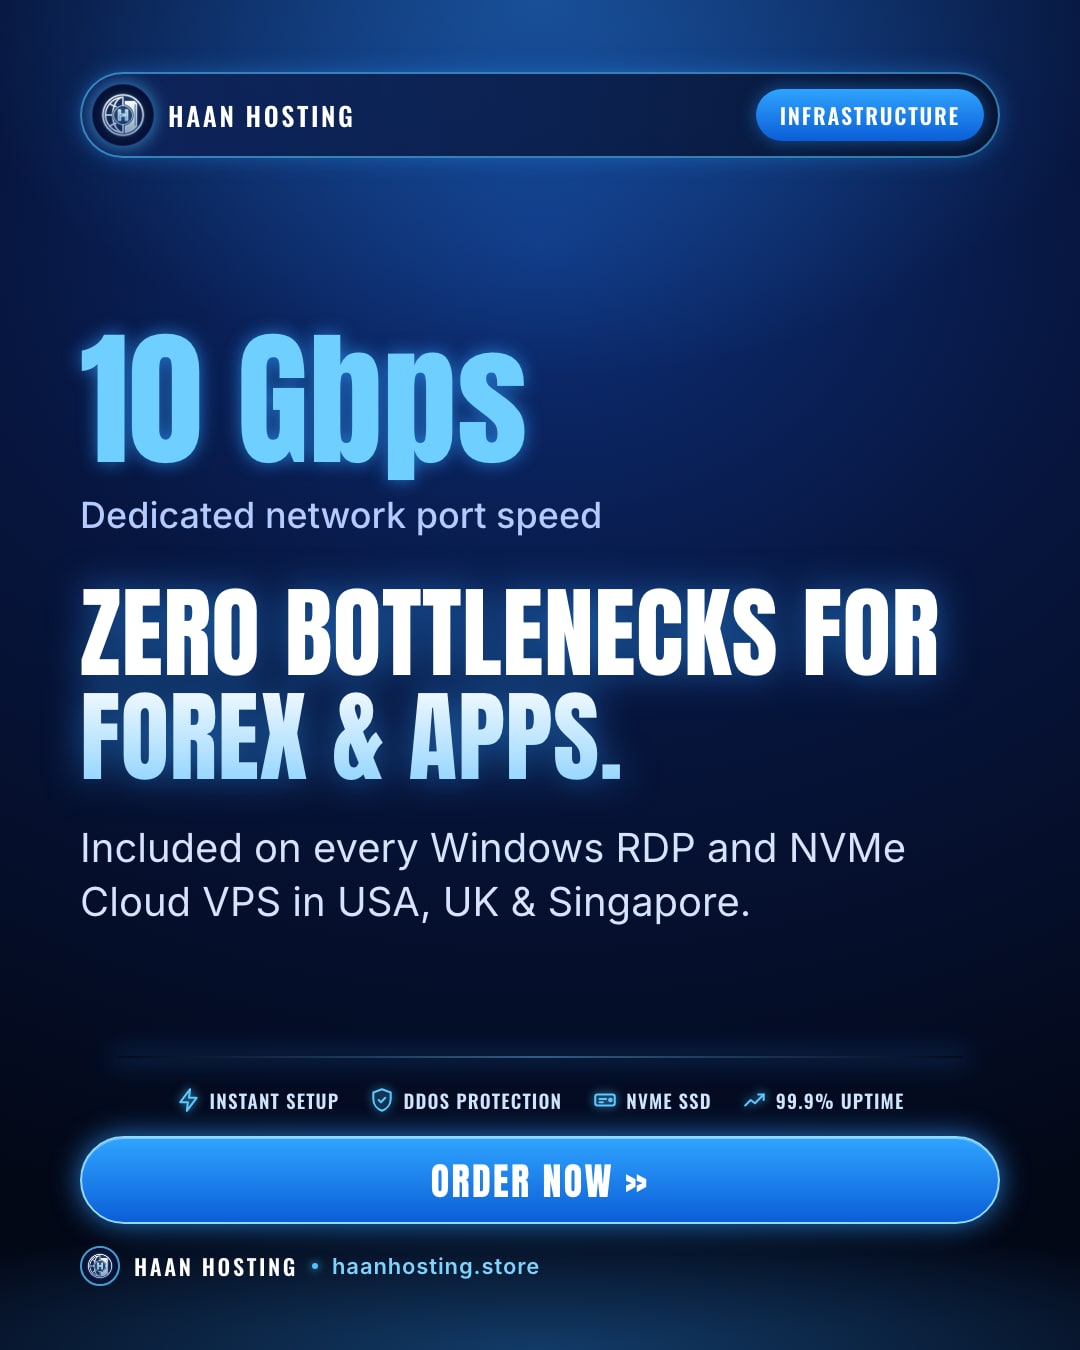 HAAN HOSTING
INFRASTRUCTURE
10 Gbps
Dedicated network port speed
ZERO BOTTLENECKS FOR
FOREX & APPS.
Included on every Windows RDP and NVMe
Cloud VPS in USA, UK & Singapore.
INSTANT SETUP DDOS PROTECTION NVME SSD 99.9% UPTIME
ORDER NOW »
HAAN HOSTING • haanhosting.store